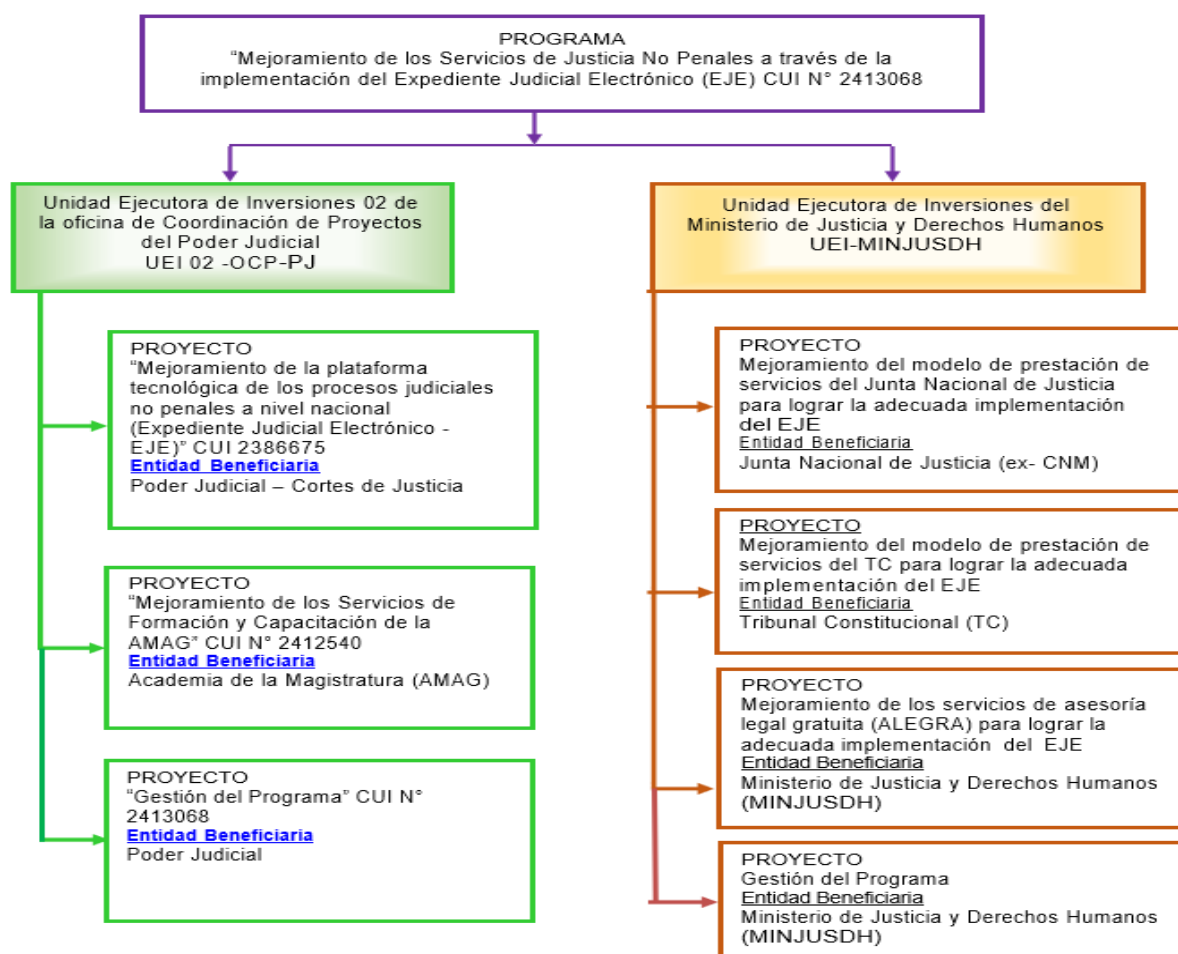 PROGRAMA
“Mejoramiento de los Servicios de Justicia No Penales a través de la
implementación del Expediente Judicial Electrónico (EJE) CUI N° 2413068
Unidad Ejecutora de Inversiones 02 de
la oficina de Coordinación de Proyectos
del Poder Judicial
UEI 02 -OCP-PJ
PROYECTO
“Mejoramiento de la plataforma
tecnológica de los procesos judiciales
no penales a nivel nacional
(Expediente Judicial Electrónico -
EJE)” CUI 2386675
Entidad Beneficiaria
Poder Judicial – Cortes de Justicia
PROYECTO
“Mejoramiento de los Servicios de
Formación y Capacitación de la
AMAG” CUI N° 2412540
Entidad Beneficiaria
Academia de la Magistratura (AMAG)
PROYECTO
“Gestión del Programa” CUI N°
2413068
Entidad Beneficiaria
Poder Judicial
Unidad Ejecutora de Inversiones del
Ministerio de Justicia y Derechos Humanos
UEI-MINJUSDH
PROYECTO
Mejoramiento del modelo de prestación de
servicios del Junta Nacional de Justicia
para lograr la adecuada implementación
del EJE
Entidad Beneficiaria
Junta Nacional de Justicia (ex- CNM)
PROYECTO
Mejoramiento del modelo de prestación de
servicios del TC para lograr la adecuada
implementación del EJE
Entidad Beneficiaria
Tribunal Constitucional (TC)
PROYECTO
Mejoramiento de los servicios de asesoría
legal gratuita (ALEGRA) para lograr la
adecuada implementación del EJE
Entidad Beneficiaria
Ministerio de Justicia y Derechos Humanos
(MINJUSDH)
PROYECTO
Gestión del Programa
Entidad Beneficiaria
Ministerio de Justicia y Derechos Humanos
(MINJUSDH)